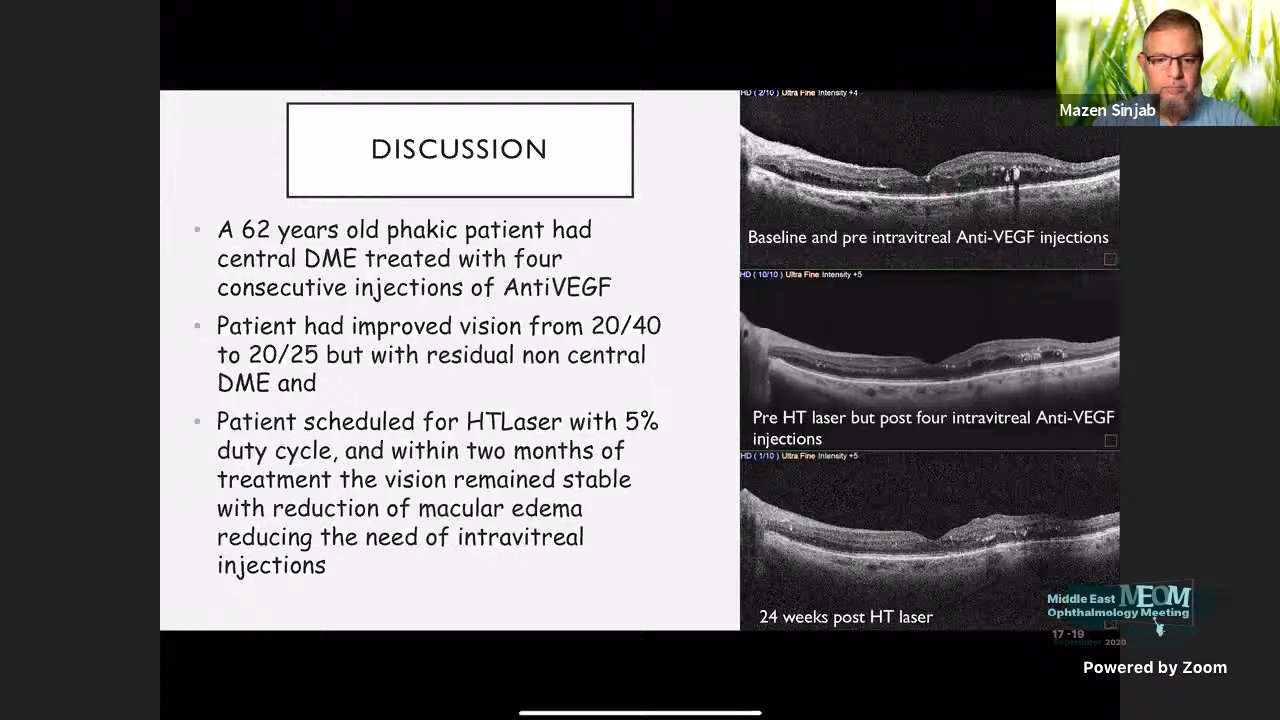 DISCUSSION
A 62 years old phakic patient had
central DME treated with four
consecutive injections of AntiVEGF
Patient had improved vision from 20/40
to 20/25 but with residual non central
DME and
Patient scheduled for HTLaser with 5%
duty cycle, and within two months of
treatment the vision remained stable
with reduction of macular edema
reducing the need of intravitreal
injections
HD ( 2/10 ) Ultra Fine Intensity +4
Baseline and pre intravitreal Anti-VEGF injections
HD ( 10/10 ) Ultra Fine Intensity +5
Pre HT laser but post four intravitreal Anti-VEGF
injections
HD ( 1/10 ) Ultra Fine Intensity +5
24 weeks post HT laser
Mazen Sinjab
Middle East MEOM
Ophthalmology Meeting
17 -19
September 2020
Powered by Zoom